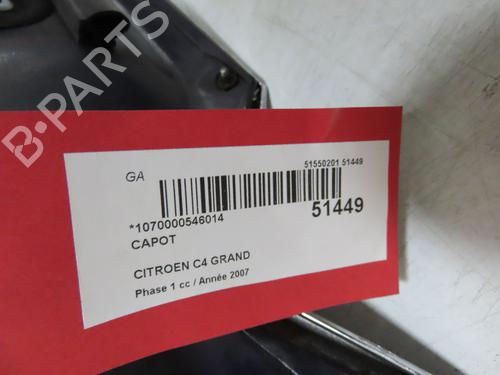 GA
51550201 51449
*1070000546014
51449
CAPOT
CITROEN C4 GRAND
Phase 1 cc / Année 2007
B-PARTS